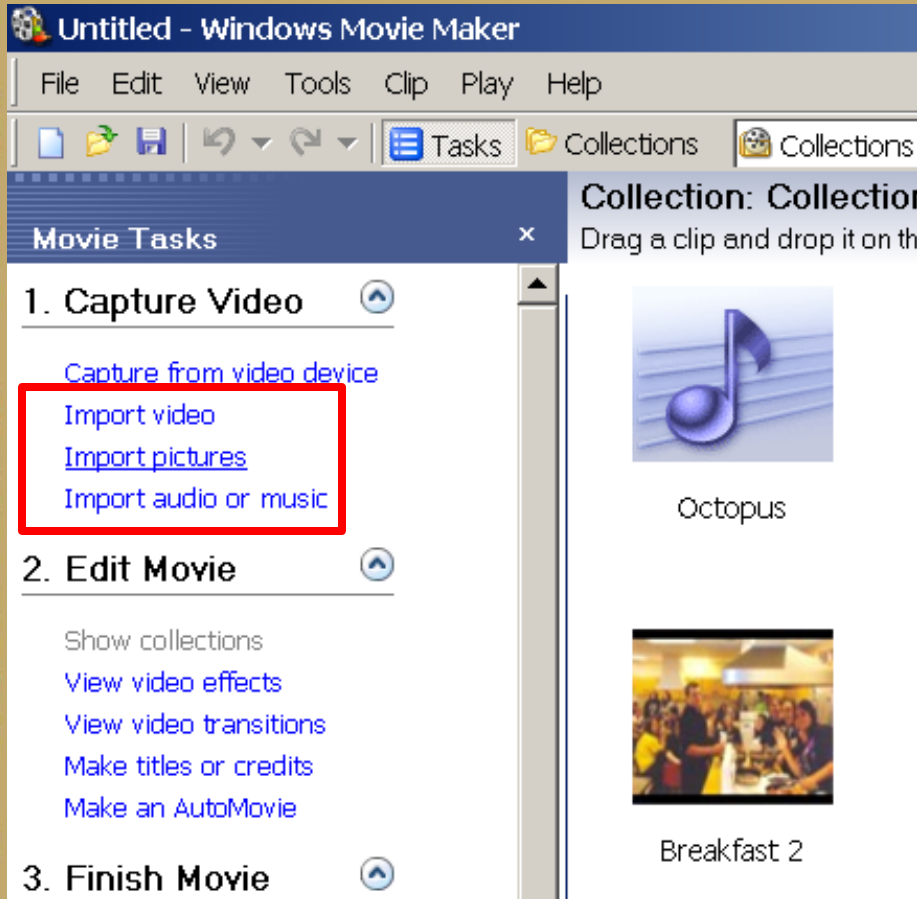 Untitled - Windows Movie Maker
File Edit View Tools Clip Play Help
Tasks Collections Collections
Movie Tasks
Collection: Collection
Drag a clip and drop it on th
1. Capture Video
Capture from video device
Import video
Import pictures
Import audio or music
Octopus
2. Edit Movie
Show collections
View video effects
View video transitions
Make titles or credits
Make an AutoMovie
Breakfast 2
3. Finish Movie